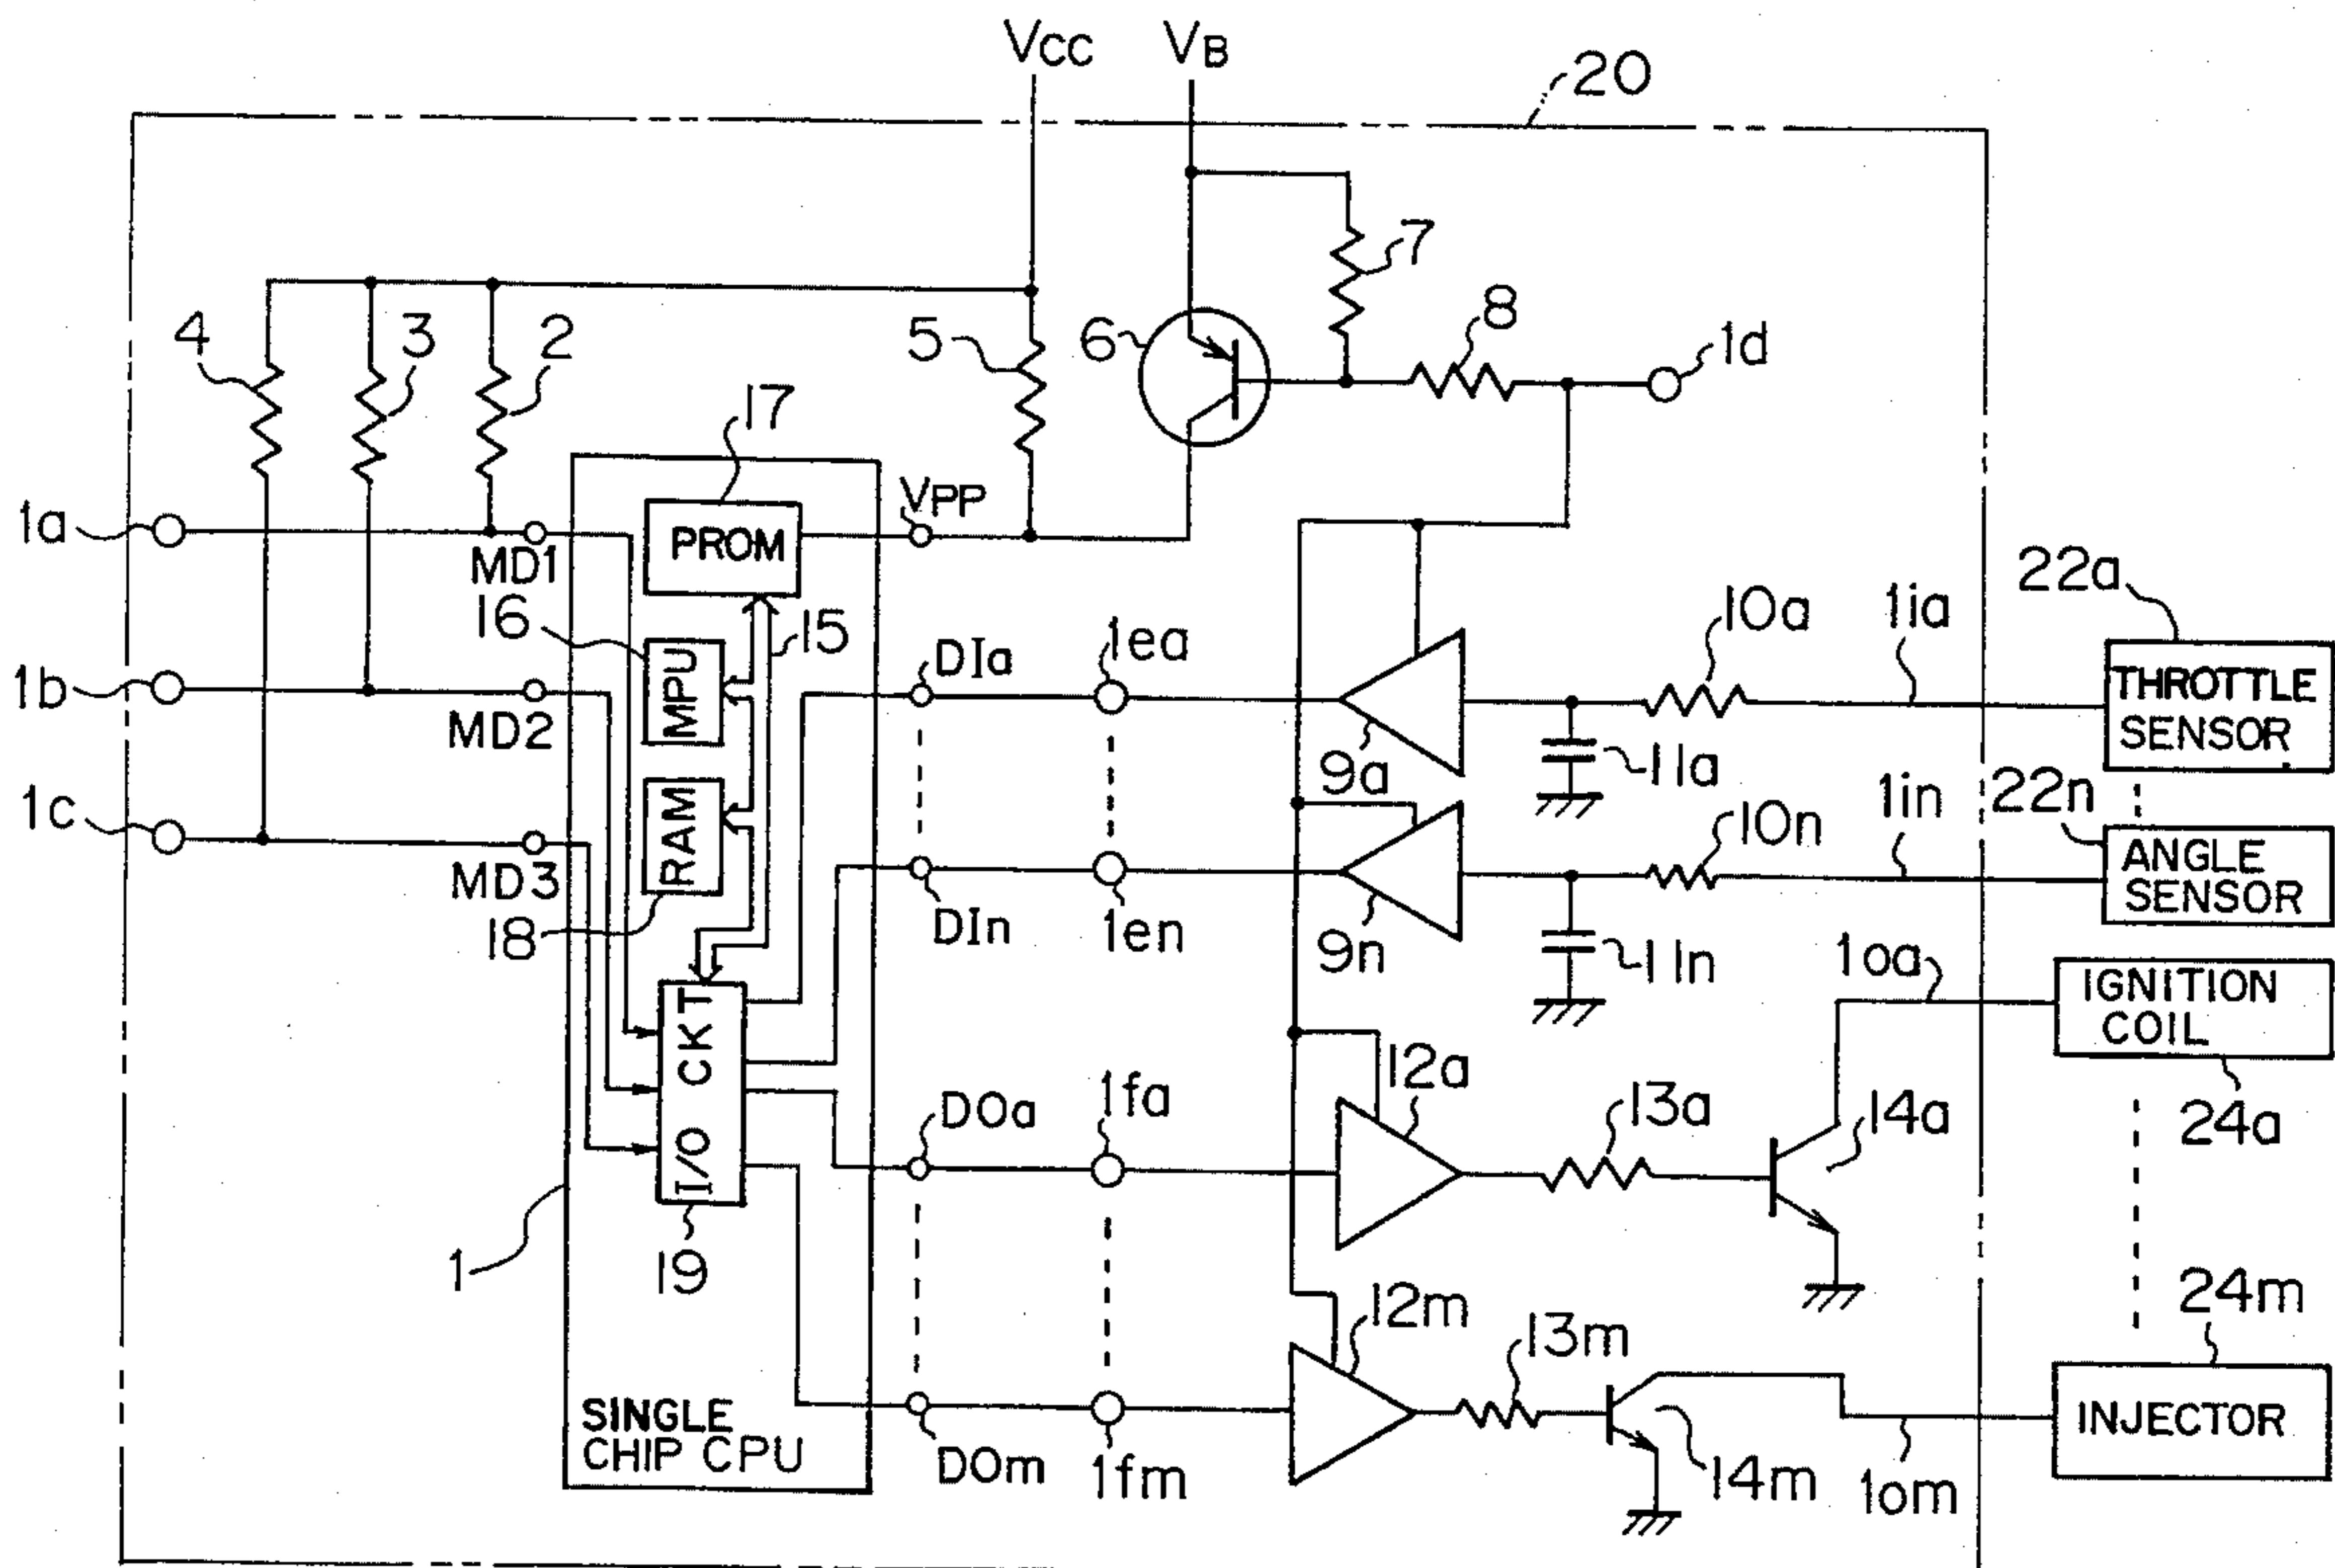 VCC
VB
20
7
4
3
2
5
6
8
1d
17
VPP
1a
PROM
MD1
16
15
DIa
1ea
10a
1ia
22a
THROTTLE
SENSOR
MPU
1b
MD2
9a
11a
1c
RAM
MD3
18
DIn
1en
9n
10n
11n
1in
22n
ANGLE
SENSOR
1oa
IGNITION
COIL
24a
I/O CKT
DOa
1fa
12a
13a
14a
1
19
12m
13m
24m
SINGLE
CHIP CPU
DOm
1fm
14m
1om
INJECTOR